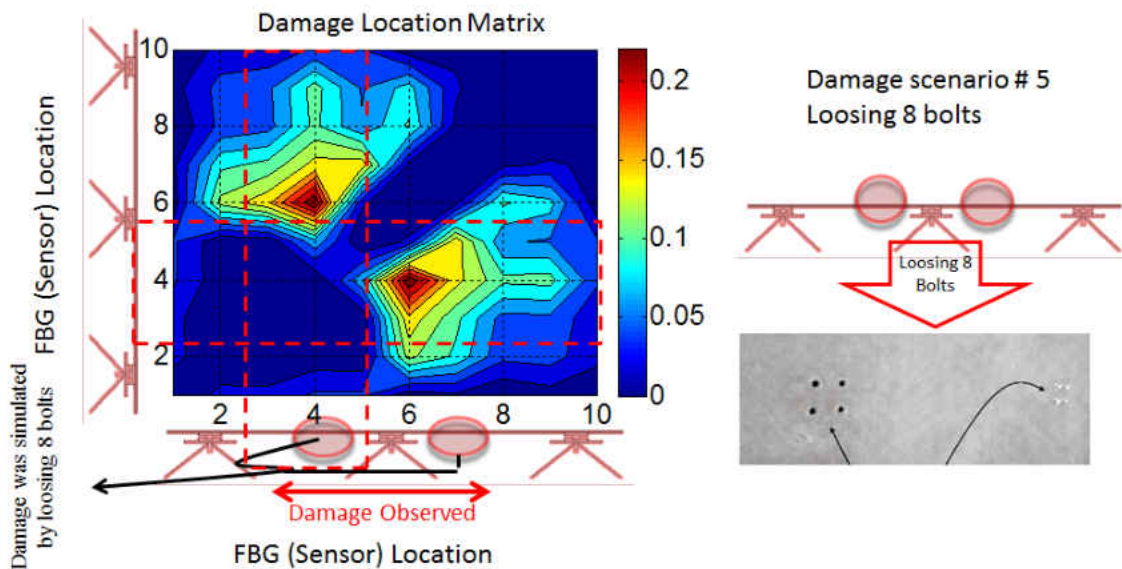 Damage Location Matrix
FBG (Sensor) Location
10
8
6
4
2
2
4
6
8
10
0.2
0.15
0.1
0.05
0
Damage was simulated
by loosing 8 bolts
Damage Observed
FBG (Sensor) Location
Damage scenario # 5
Loosing 8 bolts
Loosing 8
Bolts